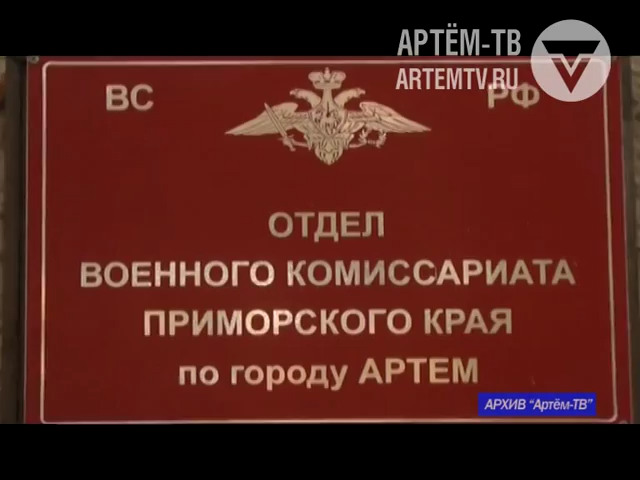 АРТЁМ-ТВ
ARTEMTV.RU
ВС РФ
ОТДЕЛ
ВОЕННОГО КОМИССАРИАТА
ПРИМОРСКОГО КРАЯ
по городу АРТЕМ
АРХИВ "Артём-ТВ"